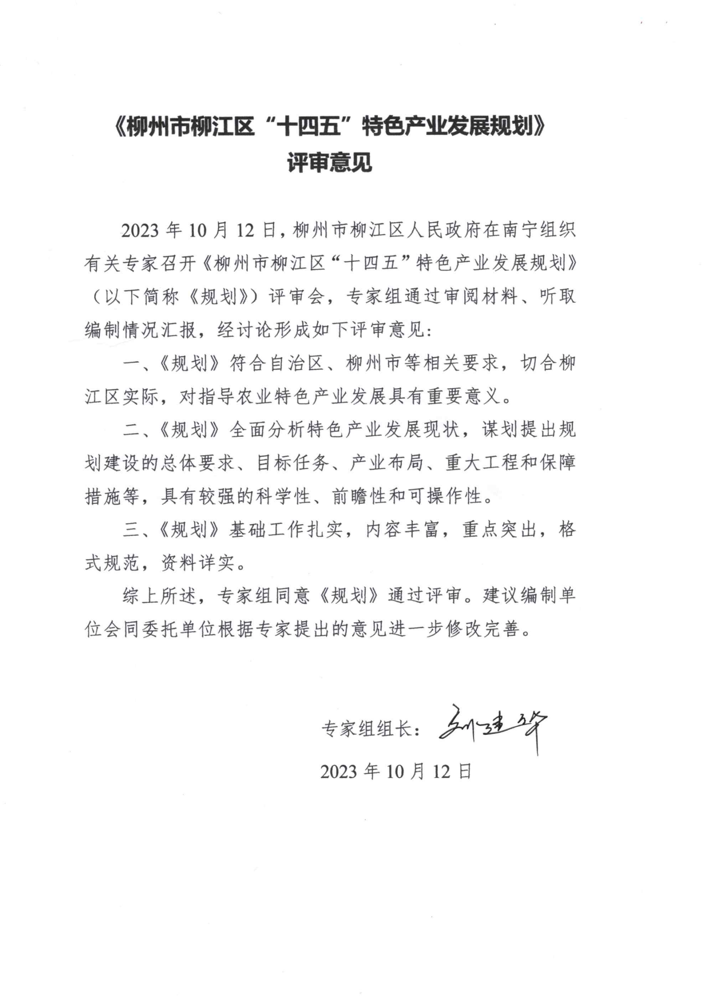 《柳州市柳江区“十四五”特色产业发展规划》
评审意见
2023 年 10 月 12 日，柳州市柳江区人民政府在南宁组织
有关专家召开《柳州市柳江区“十四五”特色产业发展规划》
（以下简称《规划》）评审会，专家组通过审阅材料、听取
编制情况汇报，经讨论形成如下评审意见：
一、《规划》符合自治区、柳州市等相关要求，切合柳
江区实际，对指导农业特色产业发展具有重要意义。
二、《规划》全面分析特色产业发展现状，谋划提出规
划建设的总体要求、目标任务、产业布局、重大工程和保障
措施等，具有较强的科学性、前瞻性和可操作性。
三、《规划》基础工作扎实，内容丰富，重点突出，格
式规范，资料详实。
综上所述，专家组同意《规划》通过评审。建议编制单
位会同委托单位根据专家提出的意见进一步修改完善。
专家组组长：刘建华
2023 年 10 月 12 日